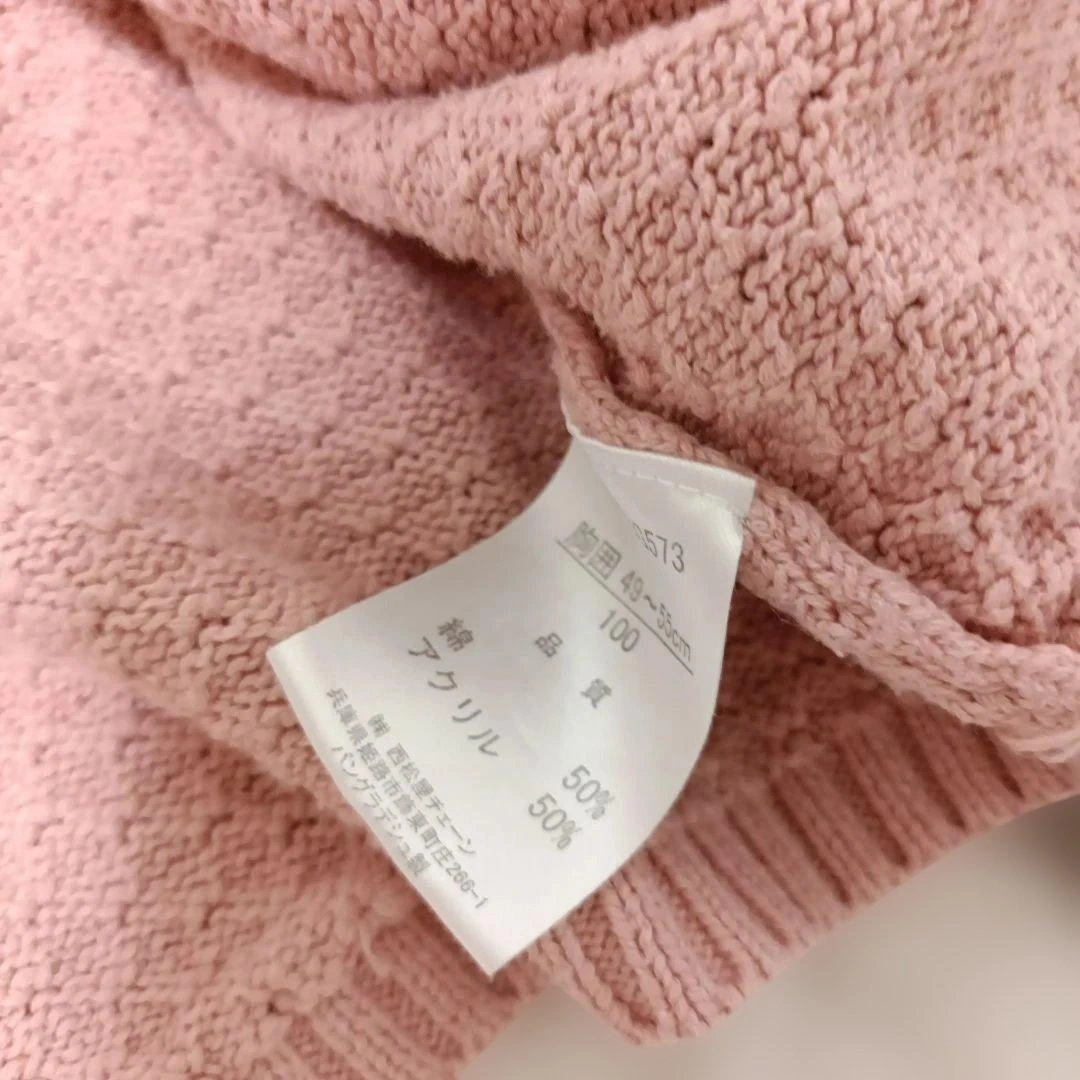 573
胸囲 49～55cm
100
品質
綿 50%
アクリル 50%
㈱ 西松屋チェーン
兵庫県姫路市飾東町庄266-1
バングラデシュ製